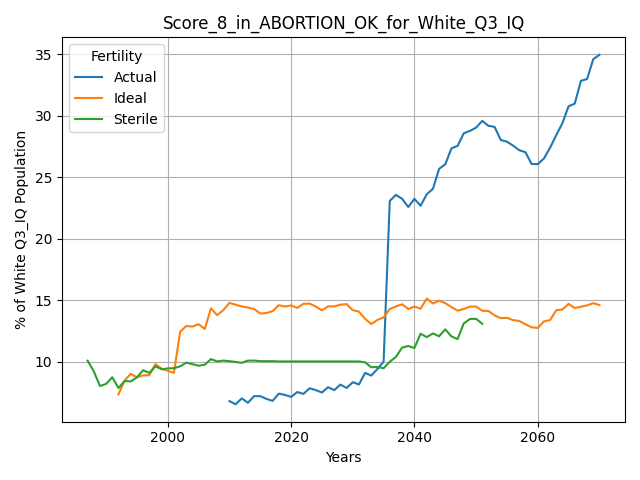 Score_8_in_ABORTION_OK_for_White_Q3_IQ
Fertility
Actual
Ideal
Sterile
% of White Q3_IQ Population
35
30
25
20
15
10
2000 2020 2040 2060
Years